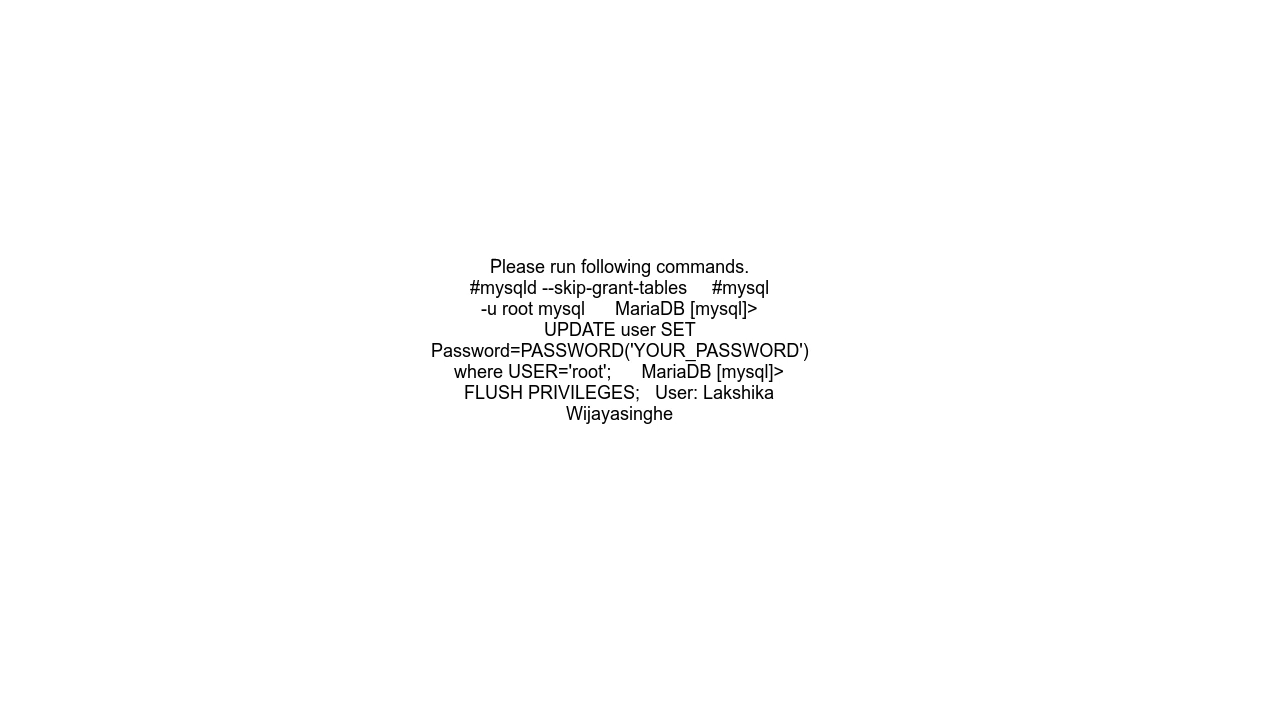 Please run following commands.
#mysqld --skip-grant-tables     #mysql
-u root mysql      MariaDB [mysql]>
UPDATE user SET
Password=PASSWORD('YOUR_PASSWORD')
where USER='root';      MariaDB [mysql]>
FLUSH PRIVILEGES;   User: Lakshika
Wijayasinghe